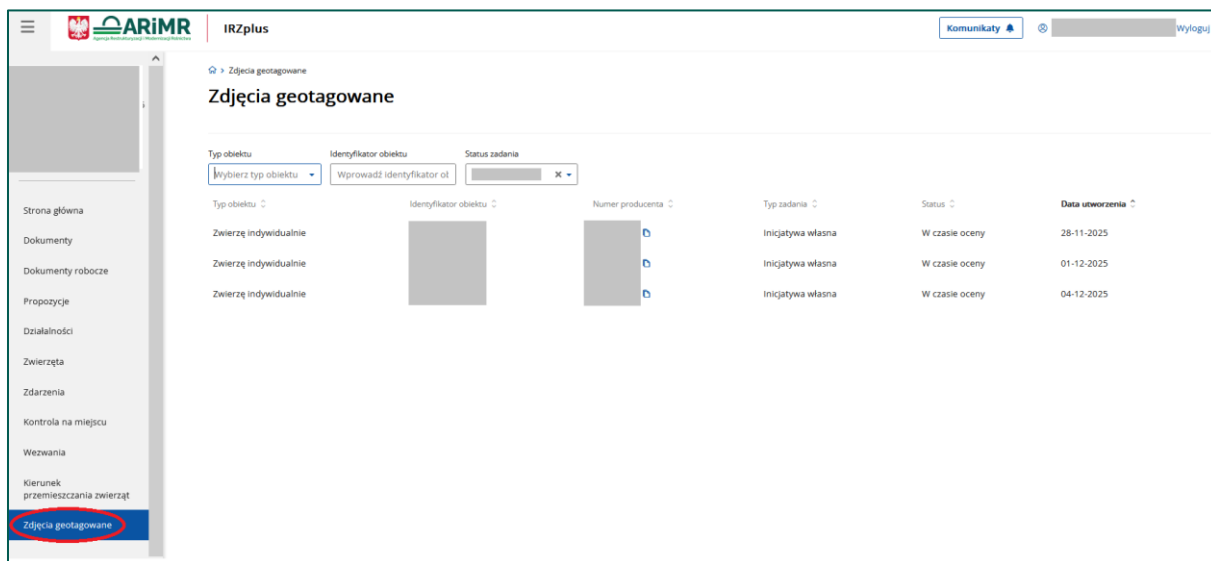 ARiMR
Agencja Restrukturyzacji i Modernizacji Rolnictwa
IRZplus
Komunikaty
Wyloguj
Zdjęcia geotagowane
Zdjęcia geotagowane
Typ obiektu
Identyfikator obiektu
Status zadania
Wybierz typ obiektu
Wprowadź identyfikator ob
Typ obiektu Identyfikator obiektu Numer producenta Typ zadania Status Data utworzenia
Zwierzę indywidualnie Inicjatywa własna W czasie oceny 28-11-2025
Zwierzę indywidualnie Inicjatywa własna W czasie oceny 01-12-2025
Zwierzę indywidualnie Inicjatywa własna W czasie oceny 04-12-2025
Strona główna
Dokumenty
Dokumenty robocze
Propozycje
Działalności
Zwierzęta
Zdarzenia
Kontrola na miejscu
Wezwania
Kierunek
przemieszczania zwierząt
Zdjęcia geotagowane